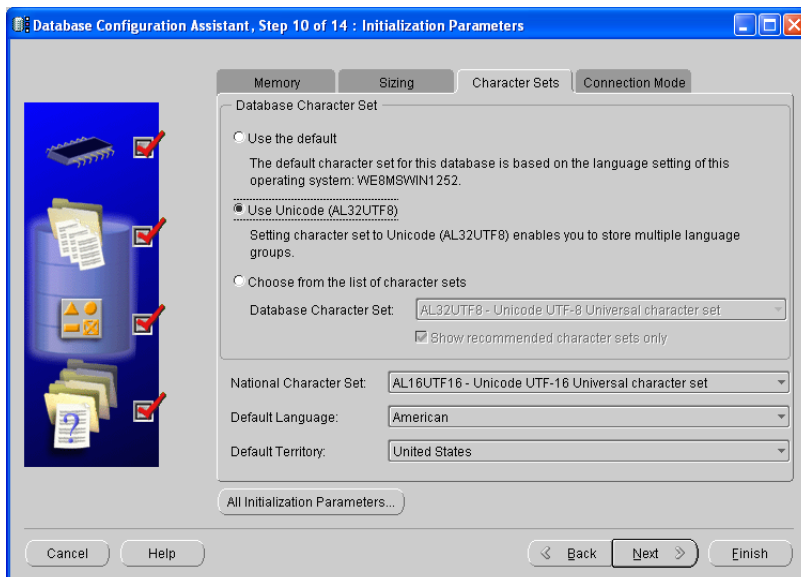 Database Configuration Assistant, Step 10 of 14 : Initialization Parameters
Memory
Sizing
Character Sets
Connection Mode
Database Character Set
Use the default
The default character set for this database is based on the language setting of this
operating system: WE8MSWIN1252.
Use Unicode (AL32UTF8)
Setting character set to Unicode (AL32UTF8) enables you to store multiple language
groups.
Choose from the list of character sets
Database Character Set: AL32UTF8 - Unicode UTF-8 Universal character set
Show recommended character sets only
National Character Set: AL16UTF16 - Unicode UTF-16 Universal character set
Default Language: American
Default Territory: United States
All Initialization Parameters...
Cancel
Help
Back
Next
Finish